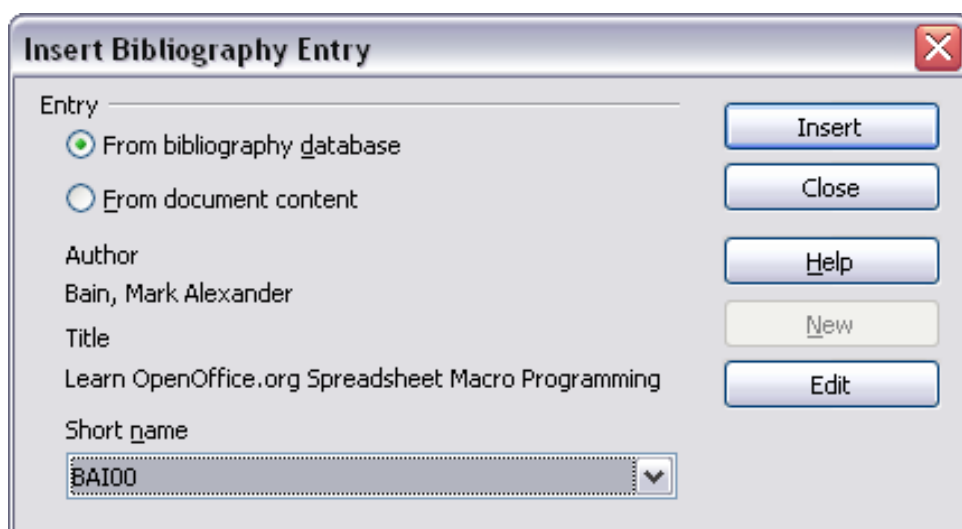 Insert Bibliography Entry
Entry
From bibliography database
From document content
Author
Bain, Mark Alexander
Title
Learn OpenOffice.org Spreadsheet Macro Programming
Short name
BAI00
Insert
Close
Help
New
Edit